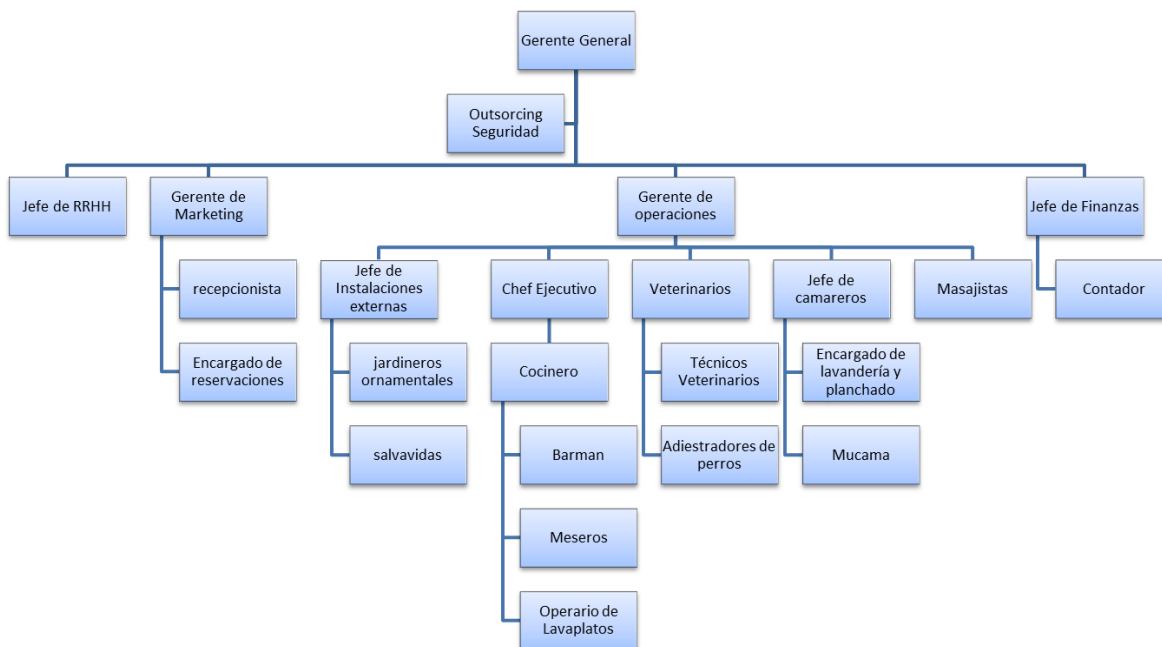 Gerente General
Outsorcing
Seguridad
Jefe de RRHH
Gerente de
Marketing
Gerente de
operaciones
Jefe de Finanzas
recepcionista
Encargado de
reservaciones
Jefe de
Instalaciones
externas
Chef Ejecutivo
Veterinarios
Jefe de
camareros
Masajistas
Contador
jardineros
ornamentales
salvavidas
Cocinero
Barman
Meseros
Operario de
Lavaplatos
Técnicos
Veterinarios
Adiestradores de
perros
Encargado de
lavandería y
planchado
Mucama